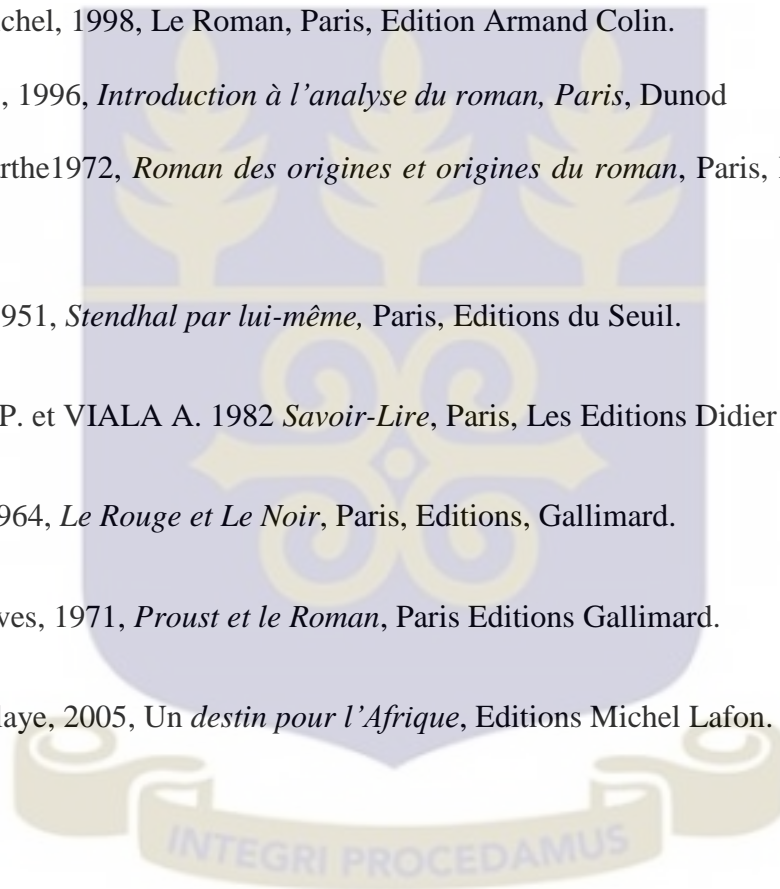 chel, 1998, Le Roman, Paris, Edition Armand Colin.
, 1996, Introduction à l’analyse du roman, Paris, Dunod
rthe1972, Roman des origines et origines du roman, Paris,
951, Stendhal par lui-même, Paris, Editions du Seuil.
P. et VIALA A. 1982 Savoir-Lire, Paris, Les Editions Didier
964, Le Rouge et Le Noir, Paris, Editions, Gallimard.
ves, 1971, Proust et le Roman, Paris Editions Gallimard.
laye, 2005, Un destin pour l’Afrique, Editions Michel Lafon.
INTEGRI PROCEDAMUS